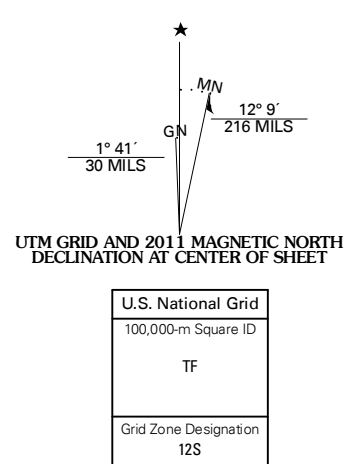 MN
GN
12° 9´
216 MILS
1° 41´
30 MILS
UTM GRID AND 2011 MAGNETIC NORTH
DECLINATION AT CENTER OF SHEET
U.S. National Grid
100,000-m Square ID
TF
Grid Zone Designation
12S